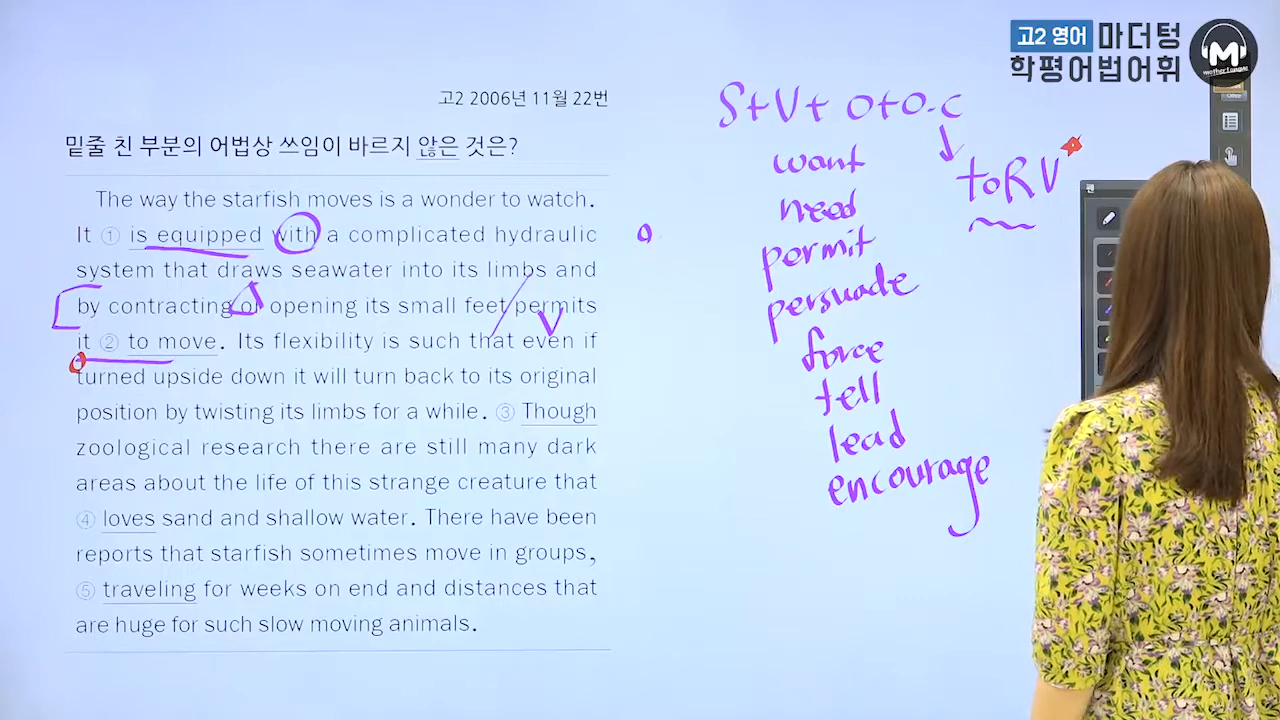 고2 영어 마더텅
학평어법어휘
M
mother tongue
고2 2006년 11월 22번
밑줄 친 부분의 어법상 쓰임이 바르지 않은 것은?
The way the starfish moves is a wonder to watch.
It ① is equipped with a complicated hydraulic
system that draws seawater into its limbs and
by contracting or opening its small feet permits
it ② to move. Its flexibility is such that even if
turned upside down it will turn back to its original
position by twisting its limbs for a while. ③ Though
zoological research there are still many dark
areas about the life of this strange creature that
④ loves sand and shallow water. There have been
reports that starfish sometimes move in groups,
⑤ traveling for weeks on end and distances that
are huge for such slow moving animals.
V
S+V+ O+O.C
toRV
want
need
permit
persuade
force
tell
lead
encourage